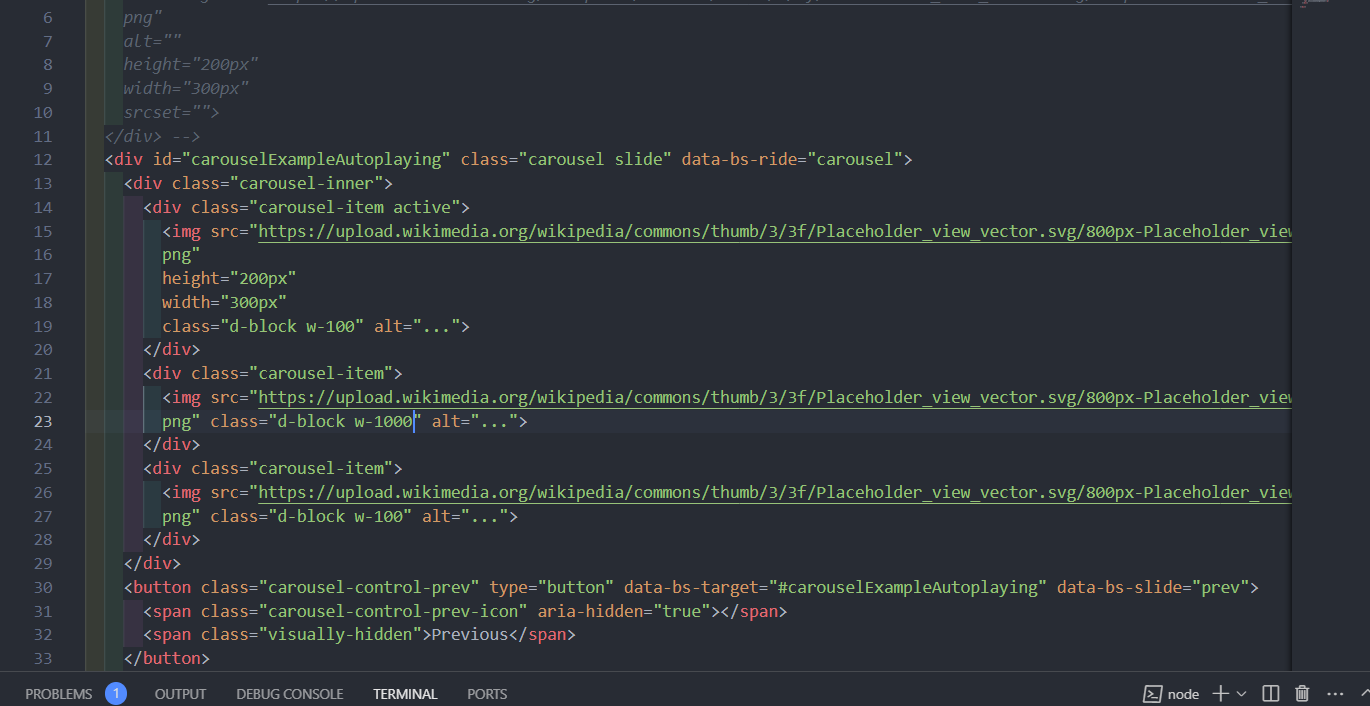 6 png"
7 alt=""
8 height="200px"
9 width="300px"
10 srcset="">
11 </div> -->
12 <div id="carouselExampleAutoplaying" class="carousel slide" data-bs-ride="carousel">
13 <div class="carousel-inner">
14 <div class="carousel-item active">
15 <img src="https://upload.wikimedia.org/wikipedia/commons/thumb/3/3f/Placeholder_view_vector.svg/800px-Placeholder_view
16 png"
17 height="200px"
18 width="300px"
19 class="d-block w-100" alt="...">
20 </div>
21 <div class="carousel-item">
22 <img src="https://upload.wikimedia.org/wikipedia/commons/thumb/3/3f/Placeholder_view_vector.svg/800px-Placeholder_view
23 png" class="d-block w-1000" alt="...">
24 </div>
25 <div class="carousel-item">
26 <img src="https://upload.wikimedia.org/wikipedia/commons/thumb/3/3f/Placeholder_view_vector.svg/800px-Placeholder_view
27 png" class="d-block w-100" alt="...">
28 </div>
29 </div>
30 <button class="carousel-control-prev" type="button" data-bs-target="#carouselExampleAutoplaying" data-bs-slide="prev">
31 <span class="carousel-control-prev-icon" aria-hidden="true"></span>
32 <span class="visually-hidden">Previous</span>
33 </button>
PROBLEMS 1 OUTPUT DEBUG CONSOLE TERMINAL PORTS node